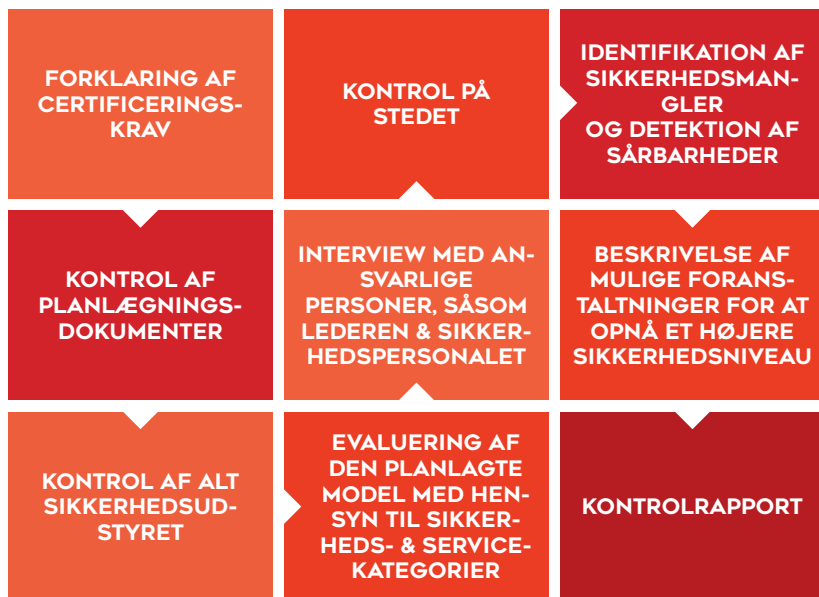 FORKLARING AF
CERTIFICERINGS-
KRAV
KONTROL AF
PLANLÆGNINGS-
DOKUMENTER
KONTROL AF ALT
SIKKERHEDSUD-
STYRET
EVALUERING AF
DEN PLANLAGTE
MODEL MED HEN-
SYN TIL SIKKER-
HEDS- & SERVICE-
KATEGORIER
INTERVIEW MED AN-
SVARLIGE
PERSONER, SÅSOM
LEDEREN & SIKKER-
HEDSPERSONALET
KONTROL PÅ
STEDET
IDENTIFIKATION AF
SIKKERHEDSMAN-
GLER
OG DETEKTION AF
SÅRBARHEDER
BESKRIVELSE AF
MULIGE FORANS-
TALTNINGER FOR AT
OPNÅ ET HØJERE
SIKKERHEDSNIVEAU
KONTROLRAPPORT